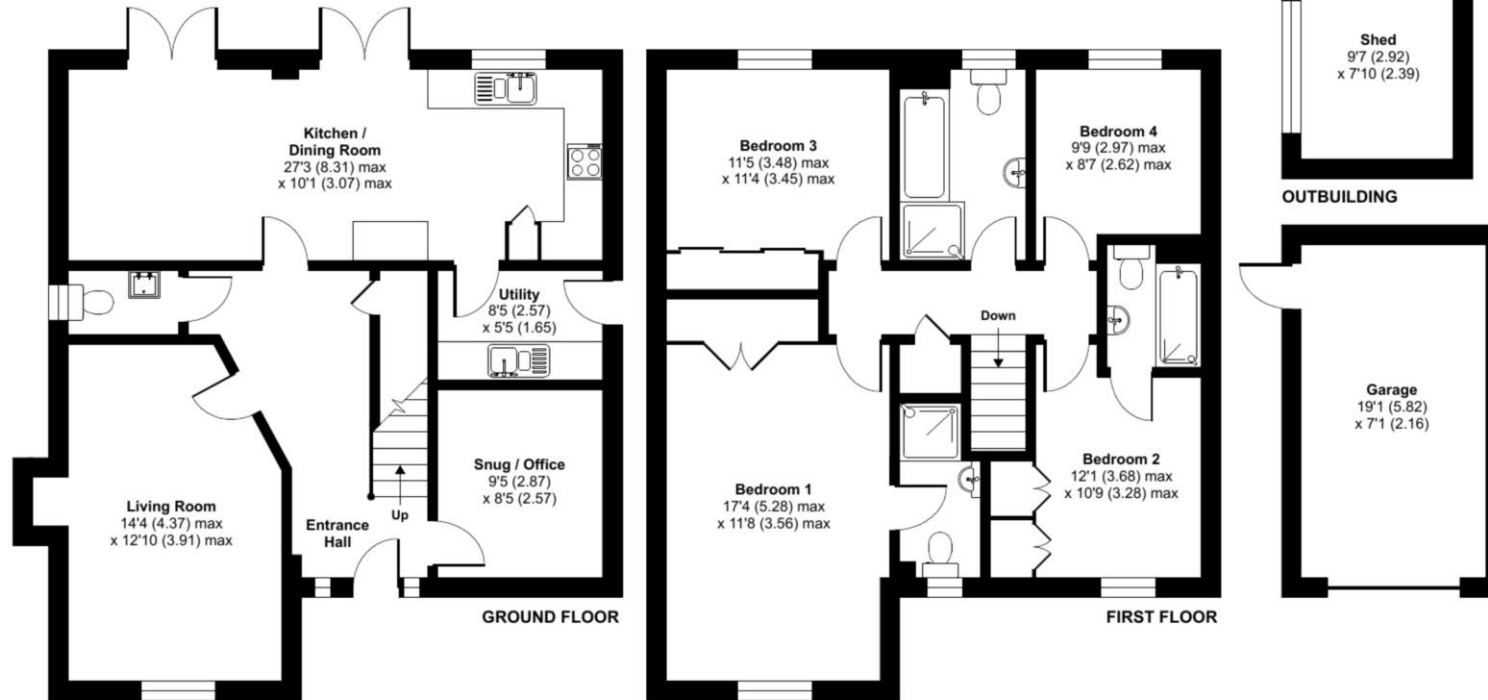 Kitchen /
Dining Room
27'3 (8.31) max
x 10'1 (3.07) max
Utility
8'5 (2.57)
x 5'5 (1.65)
Living Room
14'4 (4.37) max
x 12'10 (3.91) max
Entrance
Hall
Up
Snug / Office
9'5 (2.87)
x 8'5 (2.57)
GROUND FLOOR
Bedroom 3
11'5 (3.48) max
x 11'4 (3.45) max
Bedroom 4
9'9 (2.97) max
x 8'7 (2.62) max
Down
Bedroom 1
17'4 (5.28) max
x 11'8 (3.56) max
Bedroom 2
12'1 (3.68) max
x 10'9 (3.28) max
FIRST FLOOR
Shed
9'7 (2.92)
x 7'10 (2.39)
OUTBUILDING
Garage
19'1 (5.82)
x 7'1 (2.16)